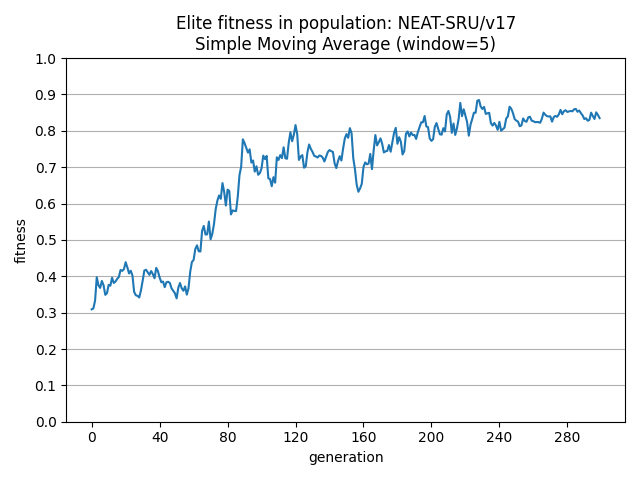 Elite fitness in population: NEAT-SRU/v17
Simple Moving Average (window=5)
1.0
0.9
0.8
0.7
0.6
0.5
0.4
0.3
0.2
0.1
0.0
fitness
0 40 80 120 160 200 240 280
generation